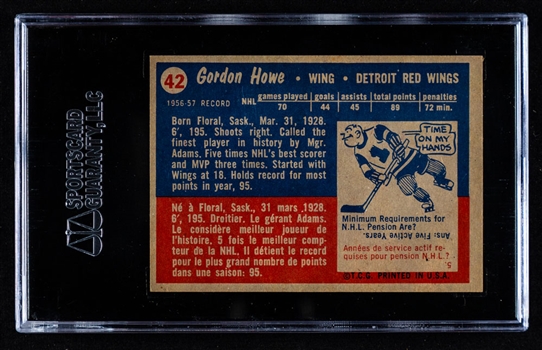 SPORTSCARD
GUARANTY, LLC
42 Gordon Howe • WING • DETROIT RED WINGS
1956-57 RECORD NHL games played goals assists total points penalties
70 44 45 89 72 min.
Born Floral, Sask., Mar. 31, 1928.
6', 195. Shoots right. Called the
finest player in history by Mgr.
Adams. Five times NHL's best scorer
and MVP three times. Started with
Wings at 18. Holds record for most
points in year, 95.
Né à Floral, Sask., 31 mars 1928.
6', 195. Droitier. Le gérant Adams.
Le considère meilleur joueur de
l'histoire. 5 fois le meilleur comp-
teur de la NHL. Il détient le record
pour le plus grand nombre de points
dans une saison: 95.
TIME
ON MY
HANDS
Minimum Requirements for
N.H.L. Pension Are?
Ans: Five Active Years.
Années de service actif re-
quises pour pension N.H.L.?
5.
©T.C.G. PRINTED IN U.S.A.